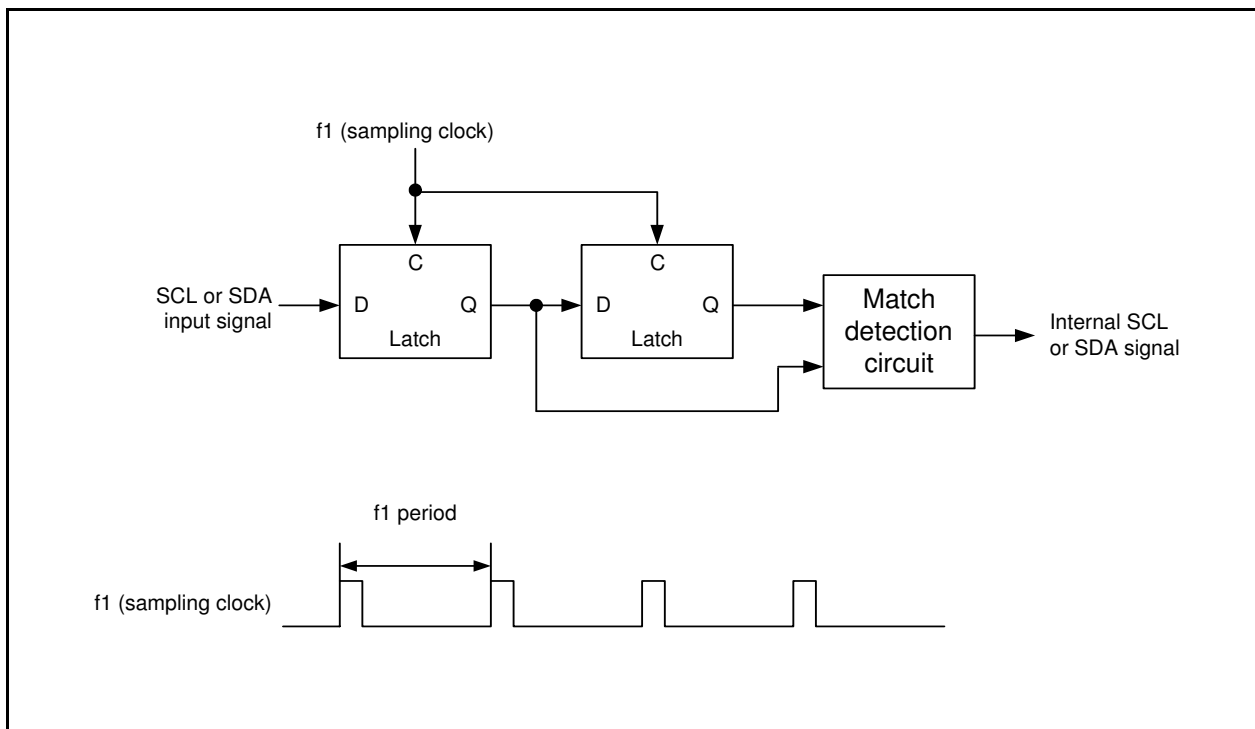 f1 (sampling clock)
C
C
SCL or SDA
input signal
D
Q
D
Q
Latch
Latch
Match
detection
circuit
Internal SCL
or SDA signal
f1 period
f1 (sampling clock)